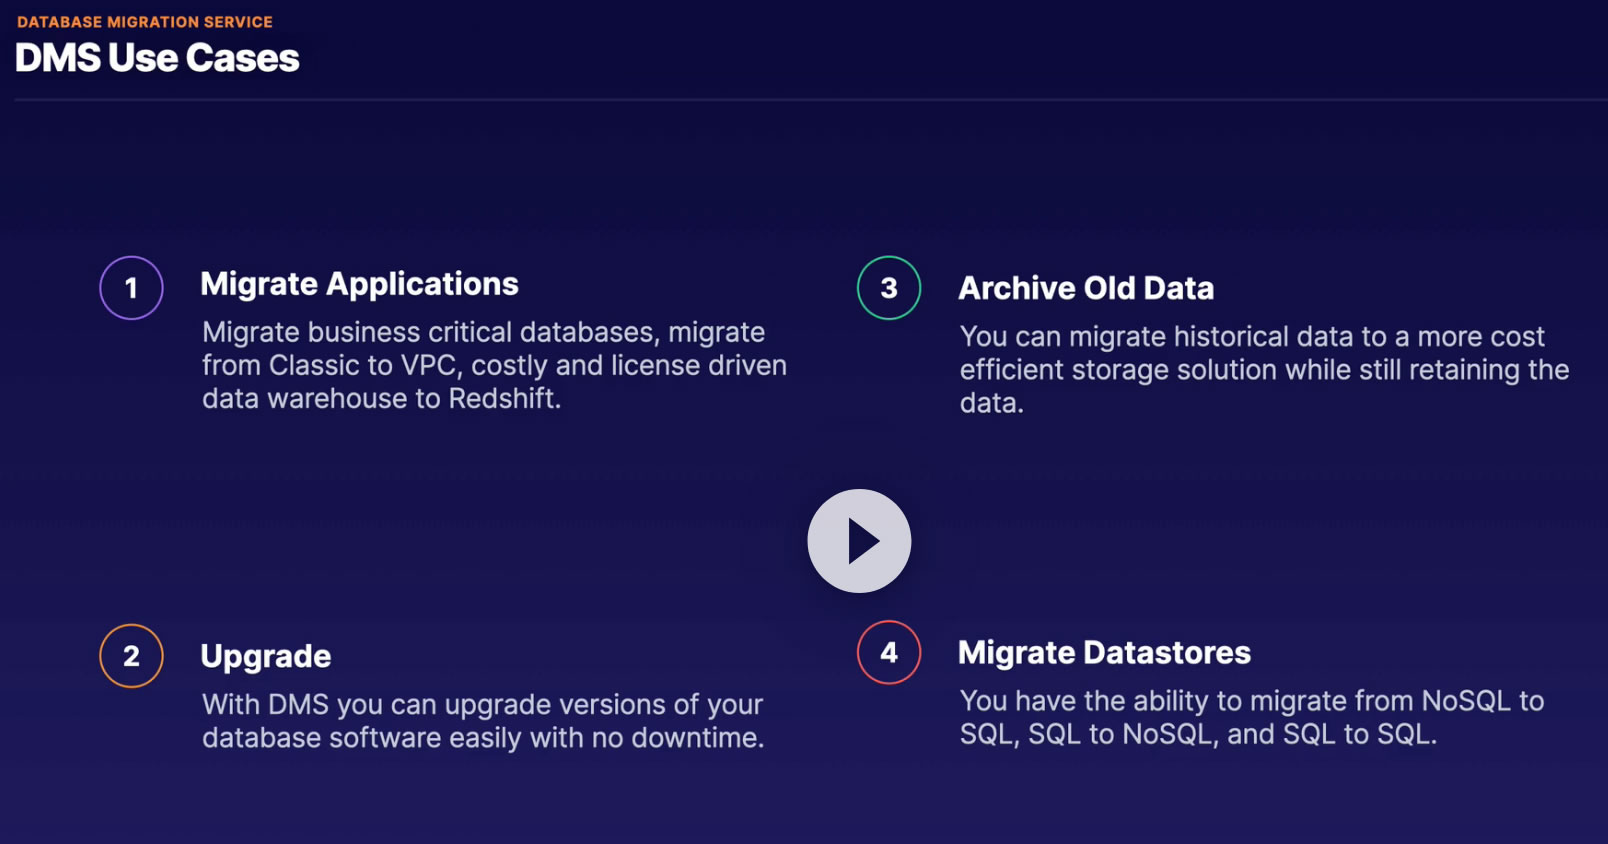 DATABASE MIGRATION SERVICE
DMS Use Cases
1
Migrate Applications
Migrate business critical databases, migrate
from Classic to VPC, costly and license driven
data warehouse to Redshift.
2
Upgrade
With DMS you can upgrade versions of your
database software easily with no downtime.
3
Archive Old Data
You can migrate historical data to a more cost
efficient storage solution while still retaining the
data.
4
Migrate Datastores
You have the ability to migrate from NoSQL to
SQL, SQL to NoSQL, and SQL to SQL.